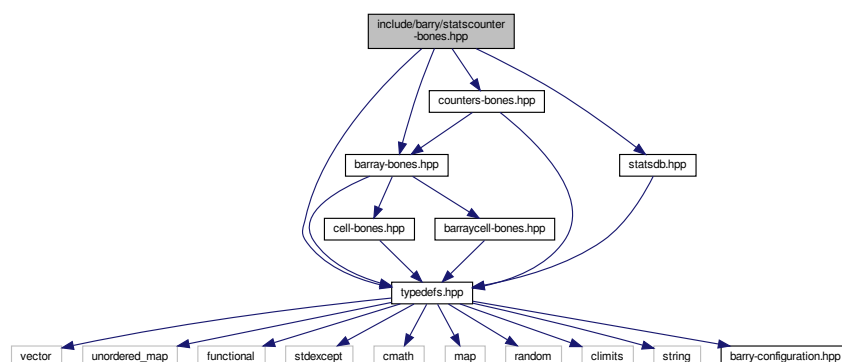 include/barry/statscounter
-bones.hpp
counters-bones.hpp
barray-bones.hpp
statsdb.hpp
cell-bones.hpp
barraycell-bones.hpp
typedefs.hpp
vector
unordered_map
functional
stdexcept
cmath
map
random
climits
string
barry-configuration.hpp